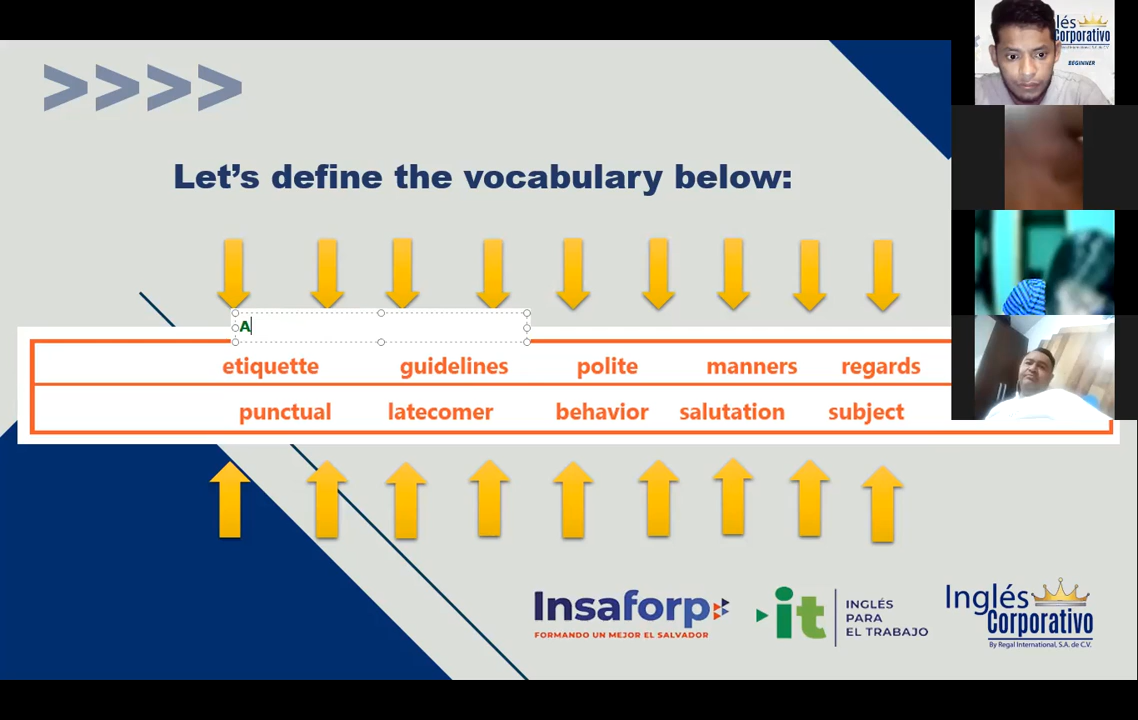 >>>>
Let's define the vocabulary below:
A
etiquette guidelines polite manners regards
punctual latecomer behavior salutation subject
Insaforp
FORMANDO UN MEJOR EL SALVADOR
it
INGLÉS
PARA
EL TRABAJO
Inglés
Corporativo
By Regal International, S.A. de C.V.
lés
Corporativo
BEGINNER